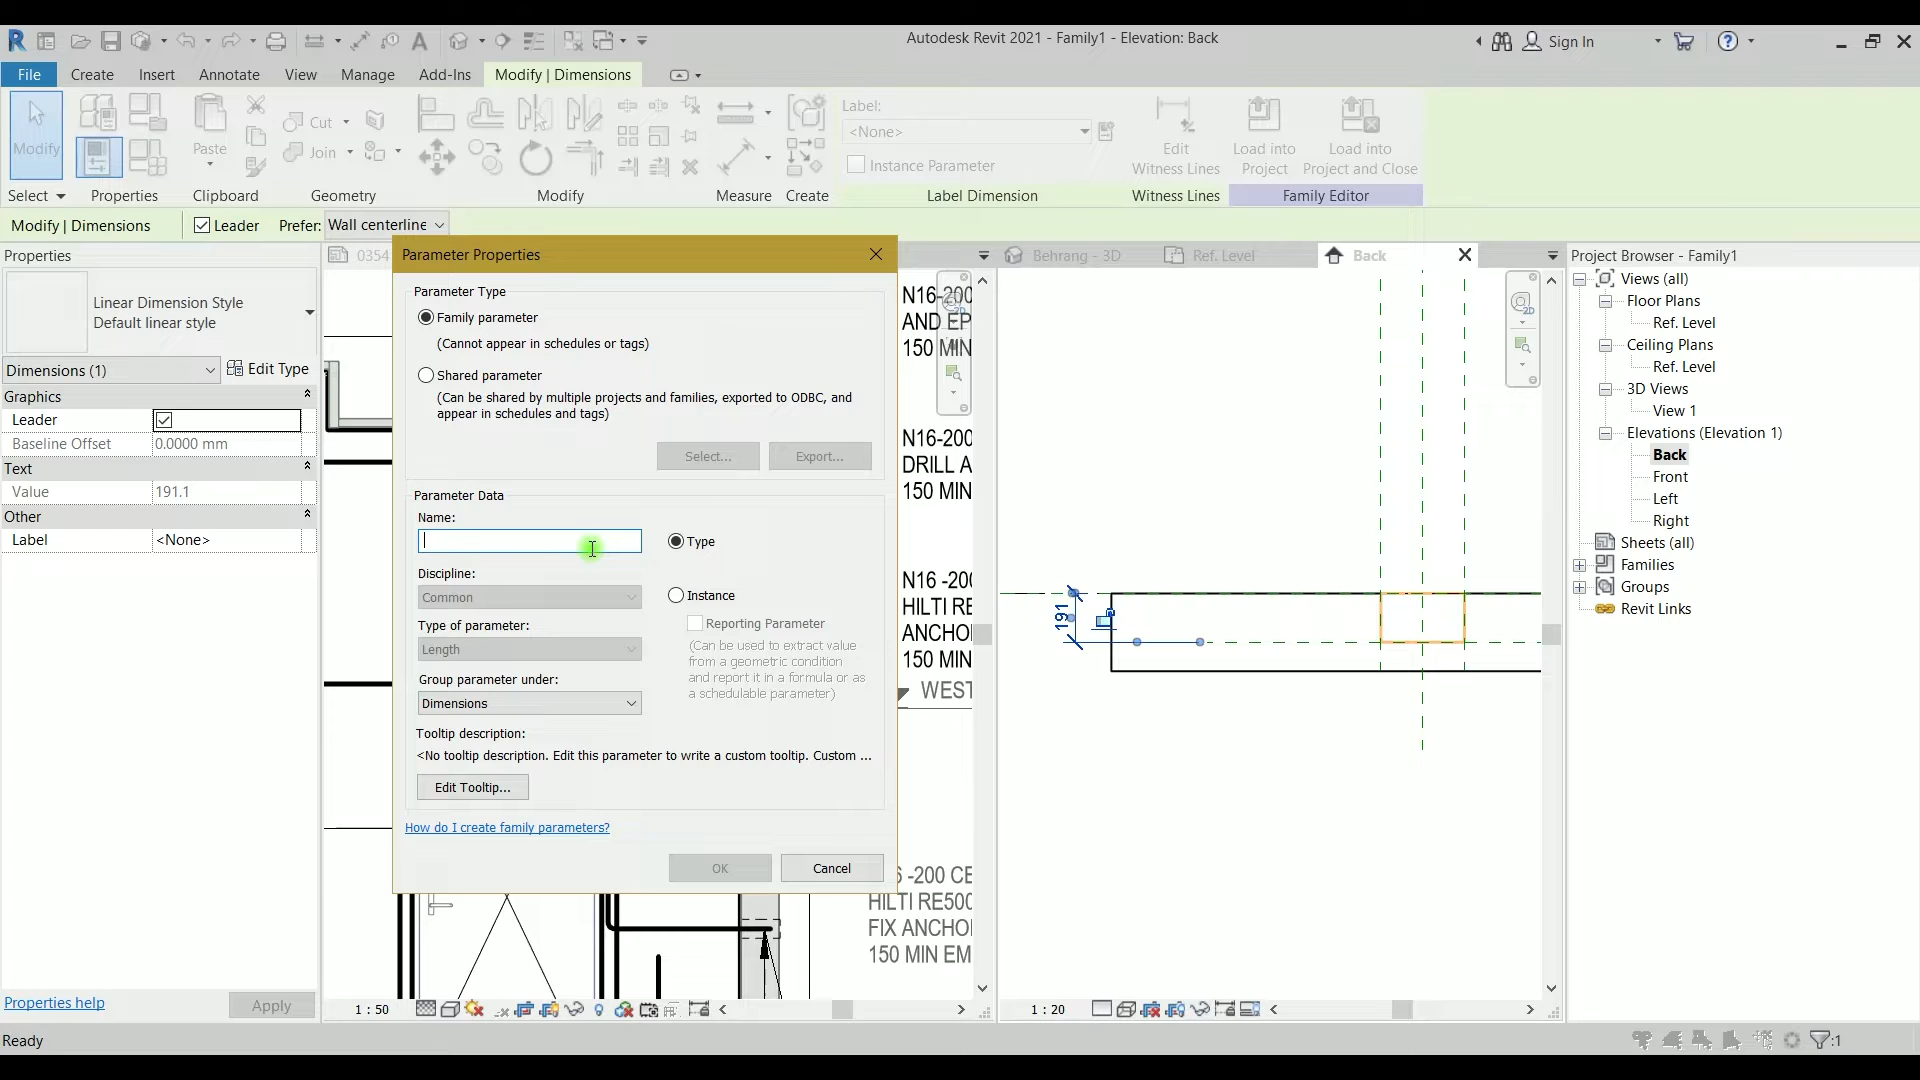 Autodesk Revit 2021 - Family1 - Elevation: Back
Sign In
File
Create
Insert
Annotate
View
Manage
Add-Ins
Modify | Dimensions
Modify
Cut
Join
Paste
Label:
<None>
Instance Parameter
Edit
Witness Lines
Load into
Project
Load into
Project and Close
Select
Properties
Clipboard
Geometry
Modify
Measure
Create
Label Dimension
Witness Lines
Family Editor
Modify | Dimensions
Leader
Prefer:
Wall centerline
Properties
Linear Dimension Style
Default linear style
Dimensions (1)
Edit Type
Graphics
Leader
Baseline Offset
0.0000 mm
Text
Value
191.1
Other
Label
<None>
Properties help
Apply
0354
Parameter Properties
Parameter Type
Family parameter
(Cannot appear in schedules or tags)
Shared parameter
(Can be shared by multiple projects and families, exported to ODBC, and
appear in schedules and tags)
Select...
Export...
Parameter Data
Name:
Type
Discipline:
Common
Instance
Type of parameter:
Reporting Parameter
Length
(Can be used to extract value
from a geometric condition
and report it in a formula or as
a schedulable parameter)
Group parameter under:
Dimensions
Tooltip description:
<No tooltip description. Edit this parameter to write a custom tooltip. Custom ...
Edit Tooltip...
How do I create family parameters?
OK
Cancel
N16-200
AND EP
150 MIN
N16-200
DRILL A
150 MIN
N16 -200
HILTI RE
ANCHO
150 MIN
WEST
-200 CE
HILTI RE500
FIX ANCHO
150 MIN EM
1 : 50
Behrang - 3D
Ref. Level
Back
2D
191
1 : 20
Project Browser - Family1
Views (all)
Floor Plans
Ref. Level
Ceiling Plans
Ref. Level
3D Views
View 1
Elevations (Elevation 1)
Back
Front
Left
Right
Sheets (all)
Families
Groups
Revit Links
Ready
:1